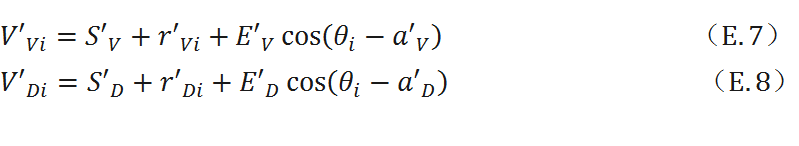 V′_{Vi} = S′_V + r′_{Vi} + E′_V cos(θ_i − a′_V) （E.7）
V′_{Di} = S′_D + r′_{Di} + E′_D cos(θ_i − a′_D) （E.8）